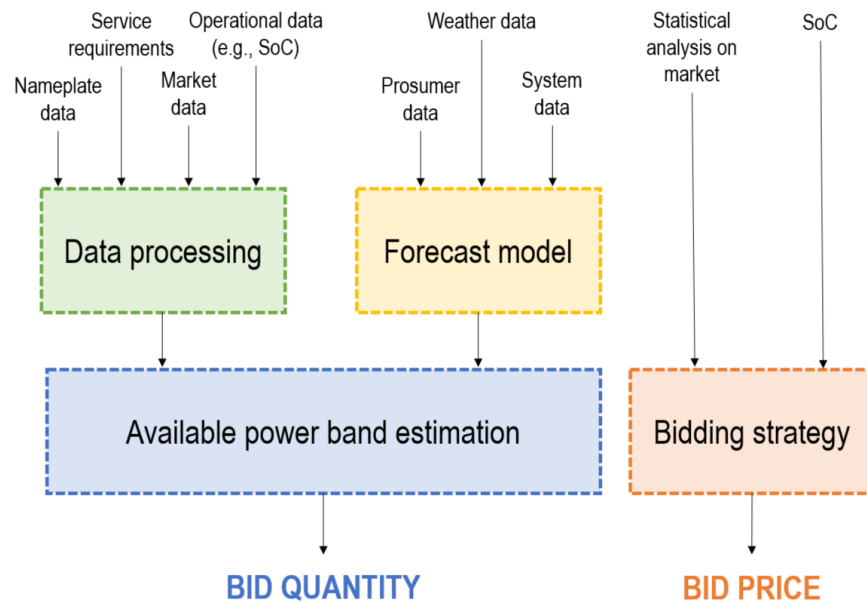 Service
requirements
Operational data
(e.g., SoC)
Weather data
Statistical
analysis on
market
SoC
Nameplate
data
Market
data
Prosumer
data
System
data
Data processing
Forecast model
Available power band estimation
Bidding strategy
BID QUANTITY
BID PRICE